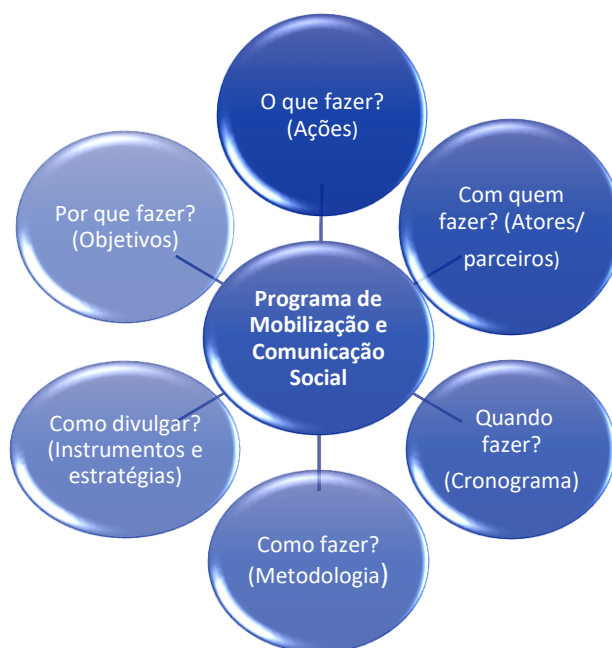 O que fazer?
(Ações)
Com quem
fazer? (Atores/
parceiros)
Quando
fazer?
(Cronograma)
Como fazer?
(Metodologia)
Como divulgar?
(Instrumentos e
estratégias)
Por que fazer?
(Objetivos)
Programa de
Mobilização e
Comunicação
Social